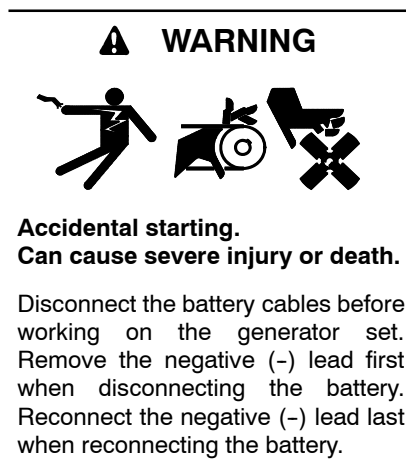 WARNING
Accidental starting.
Can cause severe injury or death.
Disconnect the battery cables before
working on the generator set.
Remove the negative (–) lead first
when disconnecting the battery.
Reconnect the negative (–) lead last
when reconnecting the battery.